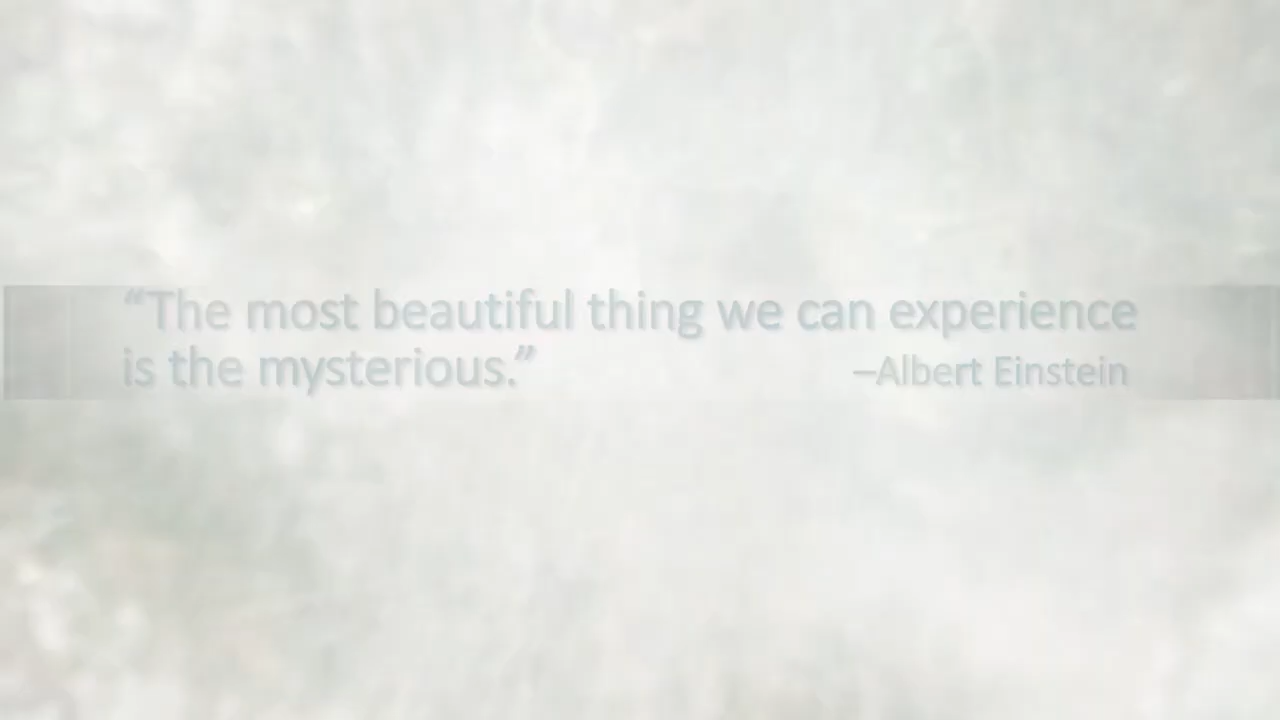 “The most beautiful thing we can experience
is the mysterious.”
–Albert Einstein